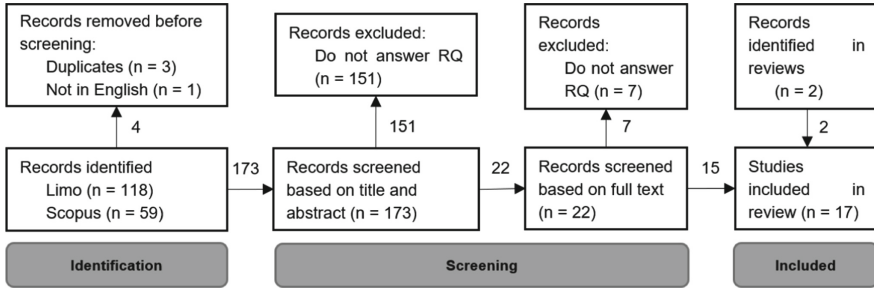 Records removed before
screening:
Duplicates (n = 3)
Not in English (n = 1)
Records excluded:
Do not answer RQ
(n = 151)
Records
excluded:
Do not answer
RQ (n = 7)
Records
identified in
reviews
(n = 2)
4
151
7
2
Records identified
Limo (n = 118)
Scopus (n = 59)
173
Records screened
based on title and
abstract (n = 173)
22
Records screened
based on full text
(n = 22)
15
Studies
included in
review (n = 17)
Identification
Screening
Included